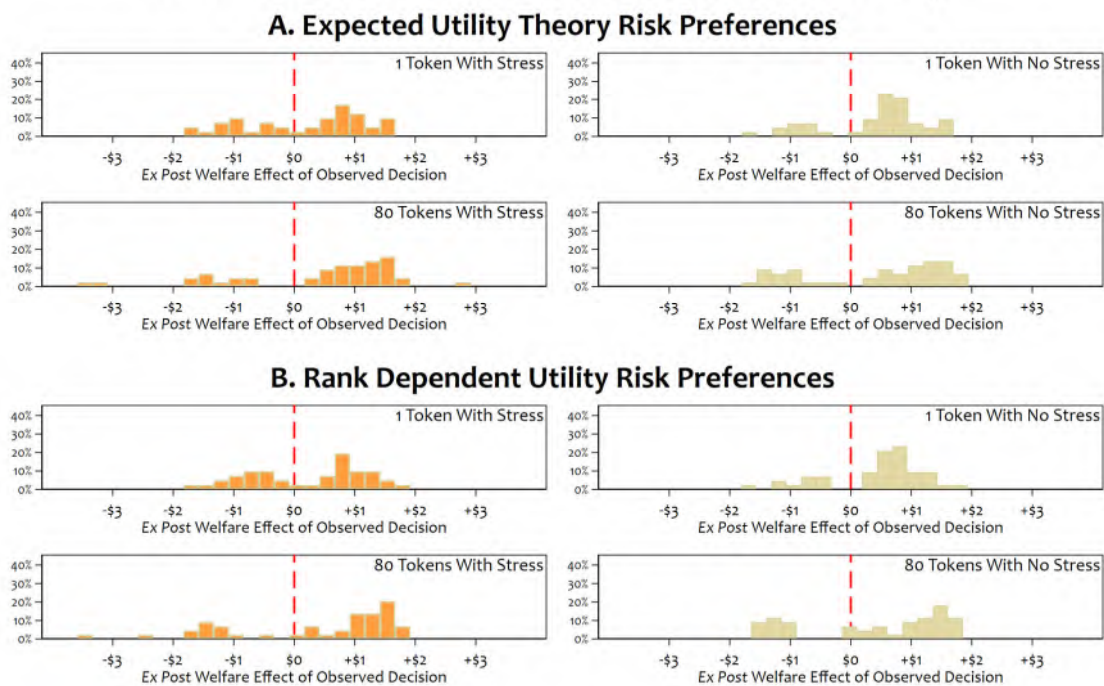 A. Expected Utility Theory Risk Preferences
1 Token With Stress
40%
30%
20%
10%
0%
-$3 -$2 -$1 $0 +$1 +$2 +$3
Ex Post Welfare Effect of Observed Decision
1 Token With No Stress
40%
30%
20%
10%
0%
-$3 -$2 -$1 $0 +$1 +$2 +$3
Ex Post Welfare Effect of Observed Decision
80 Tokens With Stress
40%
30%
20%
10%
0%
-$3 -$2 -$1 $0 +$1 +$2 +$3
Ex Post Welfare Effect of Observed Decision
80 Tokens With No Stress
40%
30%
20%
10%
0%
-$3 -$2 -$1 $0 +$1 +$2 +$3
Ex Post Welfare Effect of Observed Decision
B. Rank Dependent Utility Risk Preferences
1 Token With Stress
40%
30%
20%
10%
0%
-$3 -$2 -$1 $0 +$1 +$2 +$3
Ex Post Welfare Effect of Observed Decision
1 Token With No Stress
40%
30%
20%
10%
0%
-$3 -$2 -$1 $0 +$1 +$2 +$3
Ex Post Welfare Effect of Observed Decision
80 Tokens With Stress
40%
30%
20%
10%
0%
-$3 -$2 -$1 $0 +$1 +$2 +$3
Ex Post Welfare Effect of Observed Decision
80 Tokens With No Stress
40%
30%
20%
10%
0%
-$3 -$2 -$1 $0 +$1 +$2 +$3
Ex Post Welfare Effect of Observed Decision